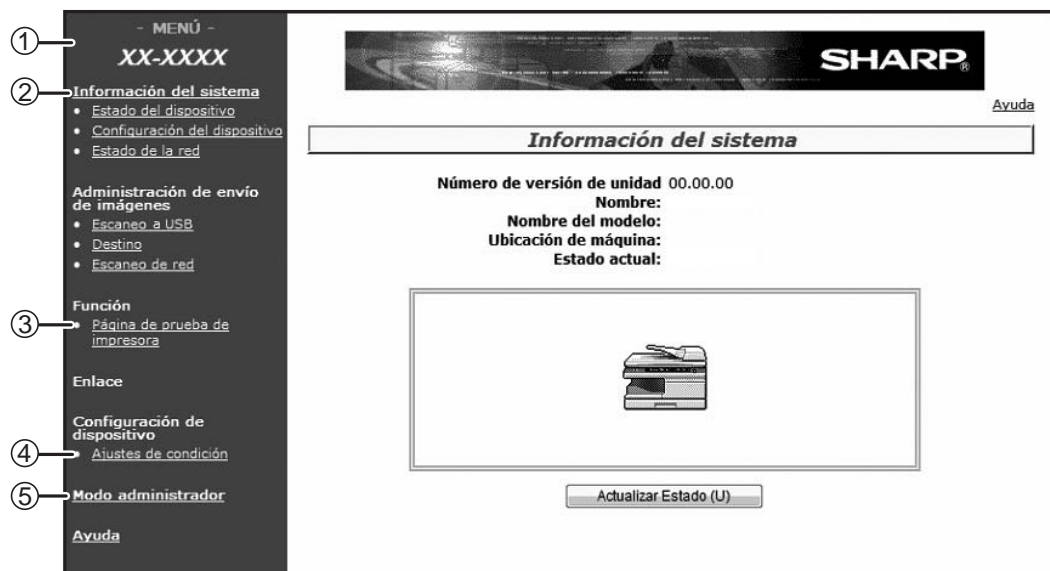 - MENÚ -
XX-XXXX
① 
② Información del sistema
• Estado del dispositivo
• Configuración del dispositivo
• Estado de la red
Administración de envío
de imágenes
• Escaneo a USB
• Destino
• Escaneo de red
Función
③ • Página de prueba de
impresora
Enlace
Configuración de
dispositivo
④ • Ajustes de condición
⑤ Modo administrador
Ayuda
SHARP®
Ayuda
Información del sistema
Número de versión de unidad 00.00.00
Nombre:
Nombre del modelo:
Ubicación de máquina:
Estado actual:
Actualizar Estado (U)